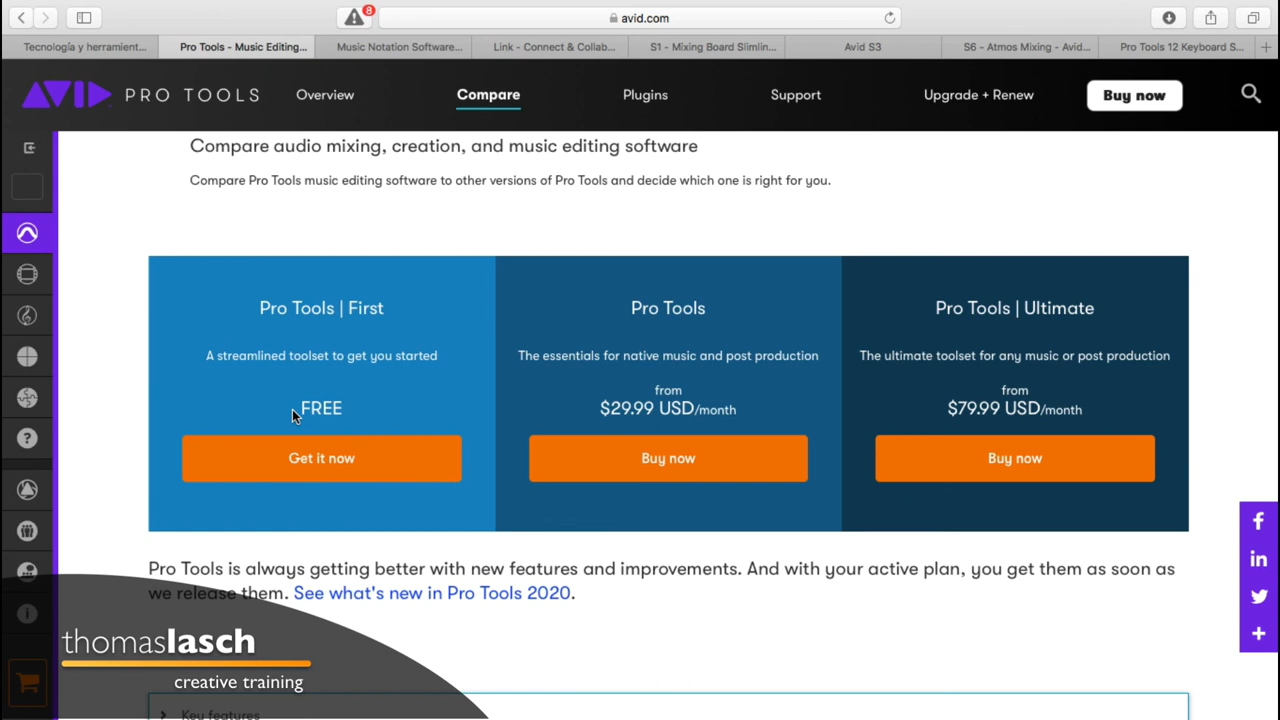 8
avid.com
Tecnología y herramient...
Pro Tools - Music Editing...
Music Notation Software...
Link - Connect & Collab...
S1 - Mixing Board Slimlin...
Avid S3
S6 - Atmos Mixing - Avid...
Pro Tools 12 Keyboard S...
AVID PRO TOOLS
Overview
Compare
Plugins
Support
Upgrade + Renew
Buy now
Compare audio mixing, creation, and music editing software
Compare Pro Tools music editing software to other versions of Pro Tools and decide which one is right for you.
Pro Tools | First
A streamlined toolset to get you started
FREE
Get it now
Pro Tools
The essentials for native music and post production
from
$29.99 USD/month
Buy now
Pro Tools | Ultimate
The ultimate toolset for any music or post production
from
$79.99 USD/month
Buy now
Pro Tools is always getting better with new features and improvements. And with your active plan, you get them as soon as
we release them. See what's new in Pro Tools 2020.
thomaslasch
creative training
Key features